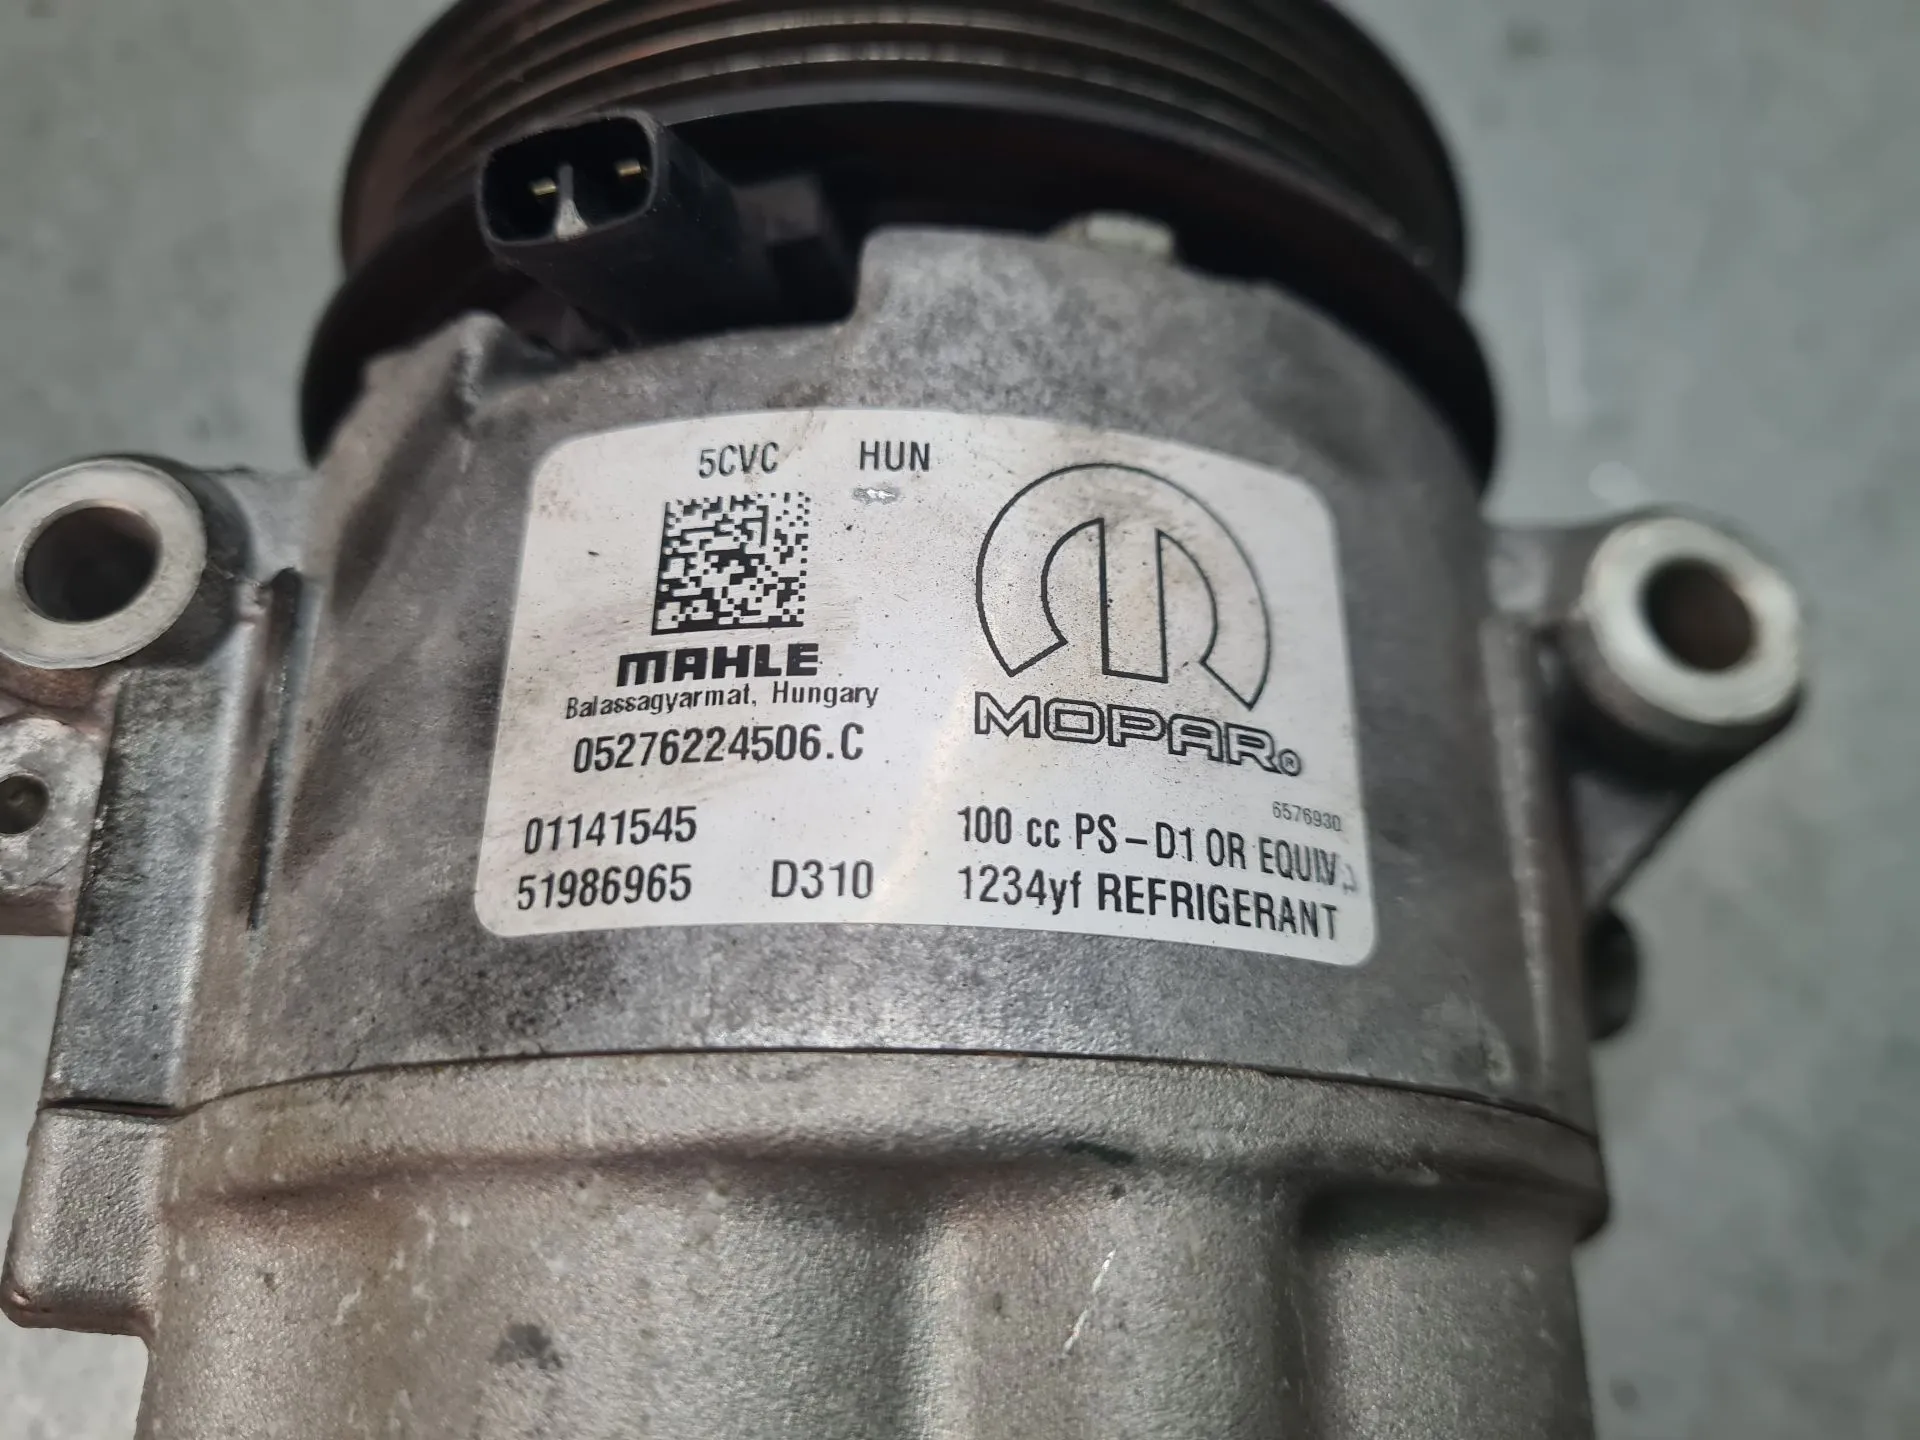 5CVC HUN
MAHLE
Balassagyarmat, Hungary
05276224506.C
01141545
51986965 D310
MOPAR®
6576930
100 cc PS-D1 OR EQUIV.
1234yf REFRIGERANT